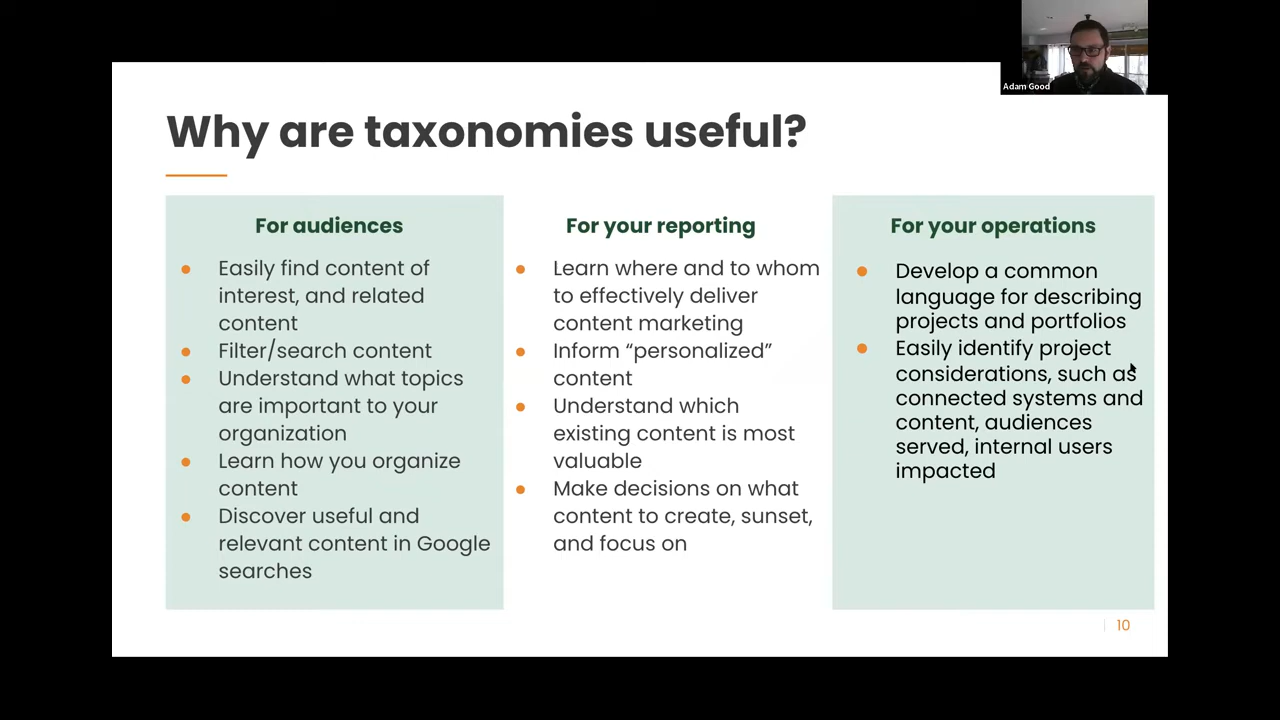 Adam Good
Why are taxonomies useful?
For audiences
Easily find content of
interest, and related
content
Filter/search content
Understand what topics
are important to your
organization
Learn how you organize
content
Discover useful and
relevant content in Google
searches
For your reporting
Learn where and to whom
to effectively deliver
content marketing
Inform “personalized”
content
Understand which
existing content is most
valuable
Make decisions on what
content to create, sunset,
and focus on
For your operations
Develop a common
language for describing
projects and portfolios
Easily identify project
considerations, such as
connected systems and
content, audiences
served, internal users
impacted
10